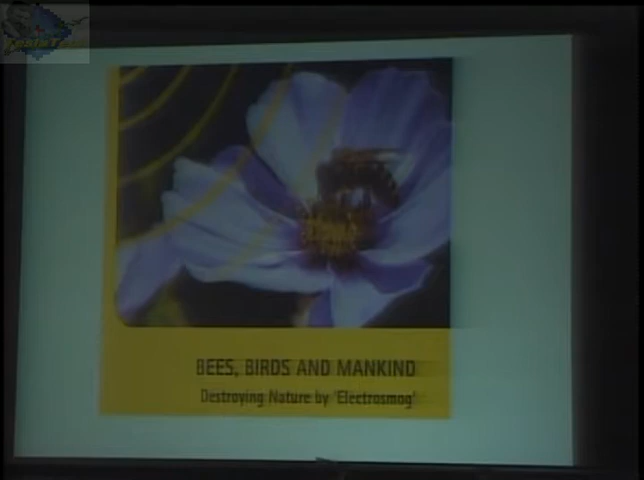 BEES, BIRDS AND MANKIND
Destroying Nature by 'Electrosmog'